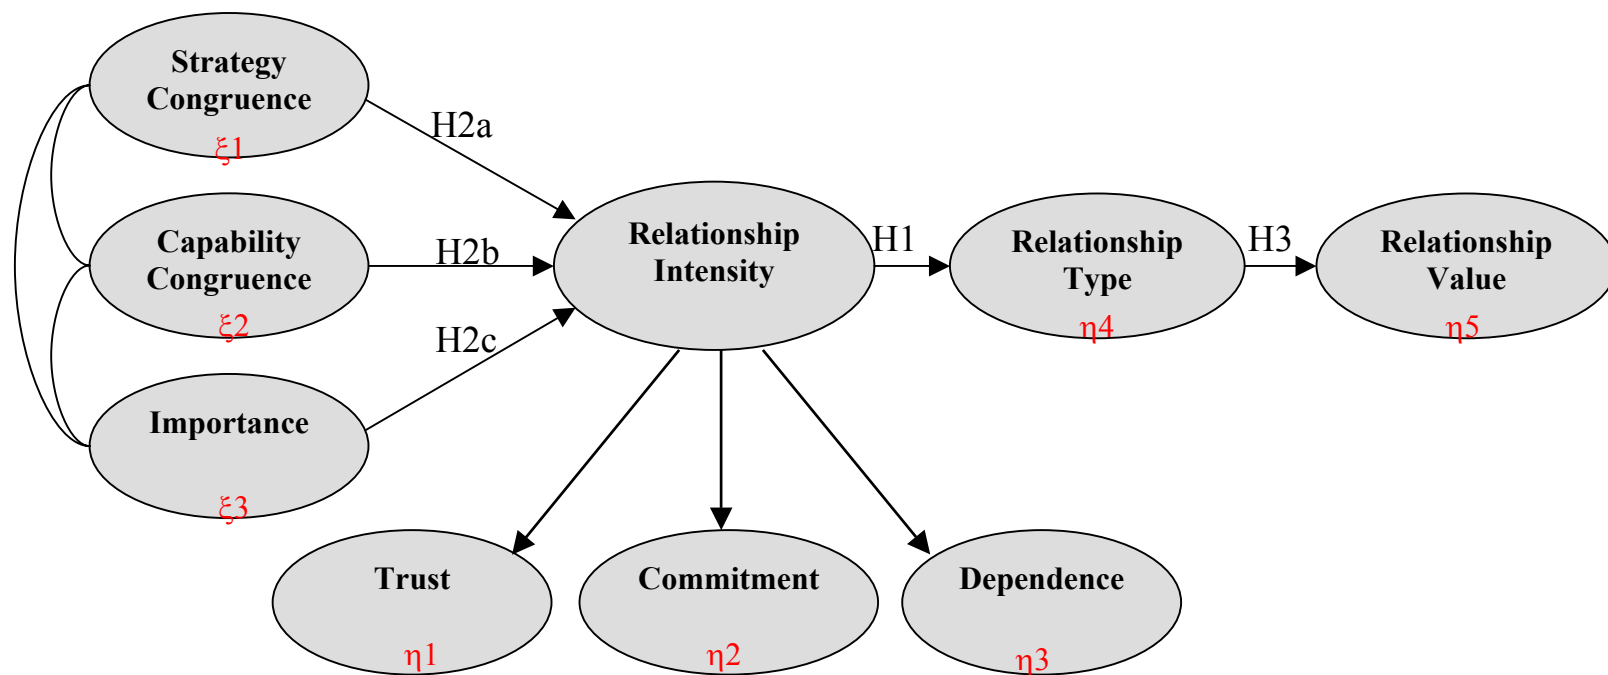 Strategy
Congruence
ξ1
H2a
Capability
Congruence
ξ2
H2b
Importance
ξ3
H2c
Relationship
Intensity
H1
Relationship
Type
η4
H3
Relationship
Value
η5
Trust
η1
Commitment
η2
Dependence
η3